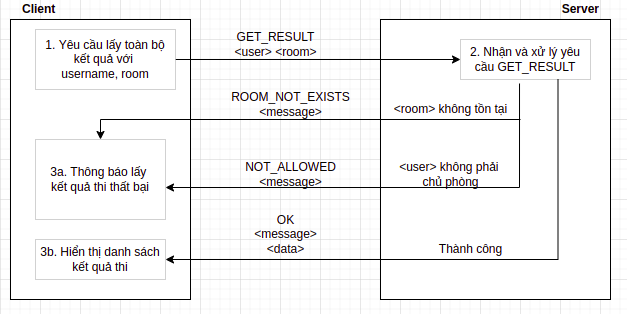 Client
Server
1. Yêu cầu lấy toàn bộ
kết quả với
username, room
GET_RESULT
<user> <room>
2. Nhận và xử lý yêu
cầu GET_RESULT
ROOM_NOT_EXISTS
<message>
<room> không tồn tại
3a. Thông báo lấy
kết quả thi thất bại
NOT_ALLOWED
<message>
<user> không phải
chủ phòng
OK
<message>
<data>
3b. Hiển thị danh sách
kết quả thi
Thành công